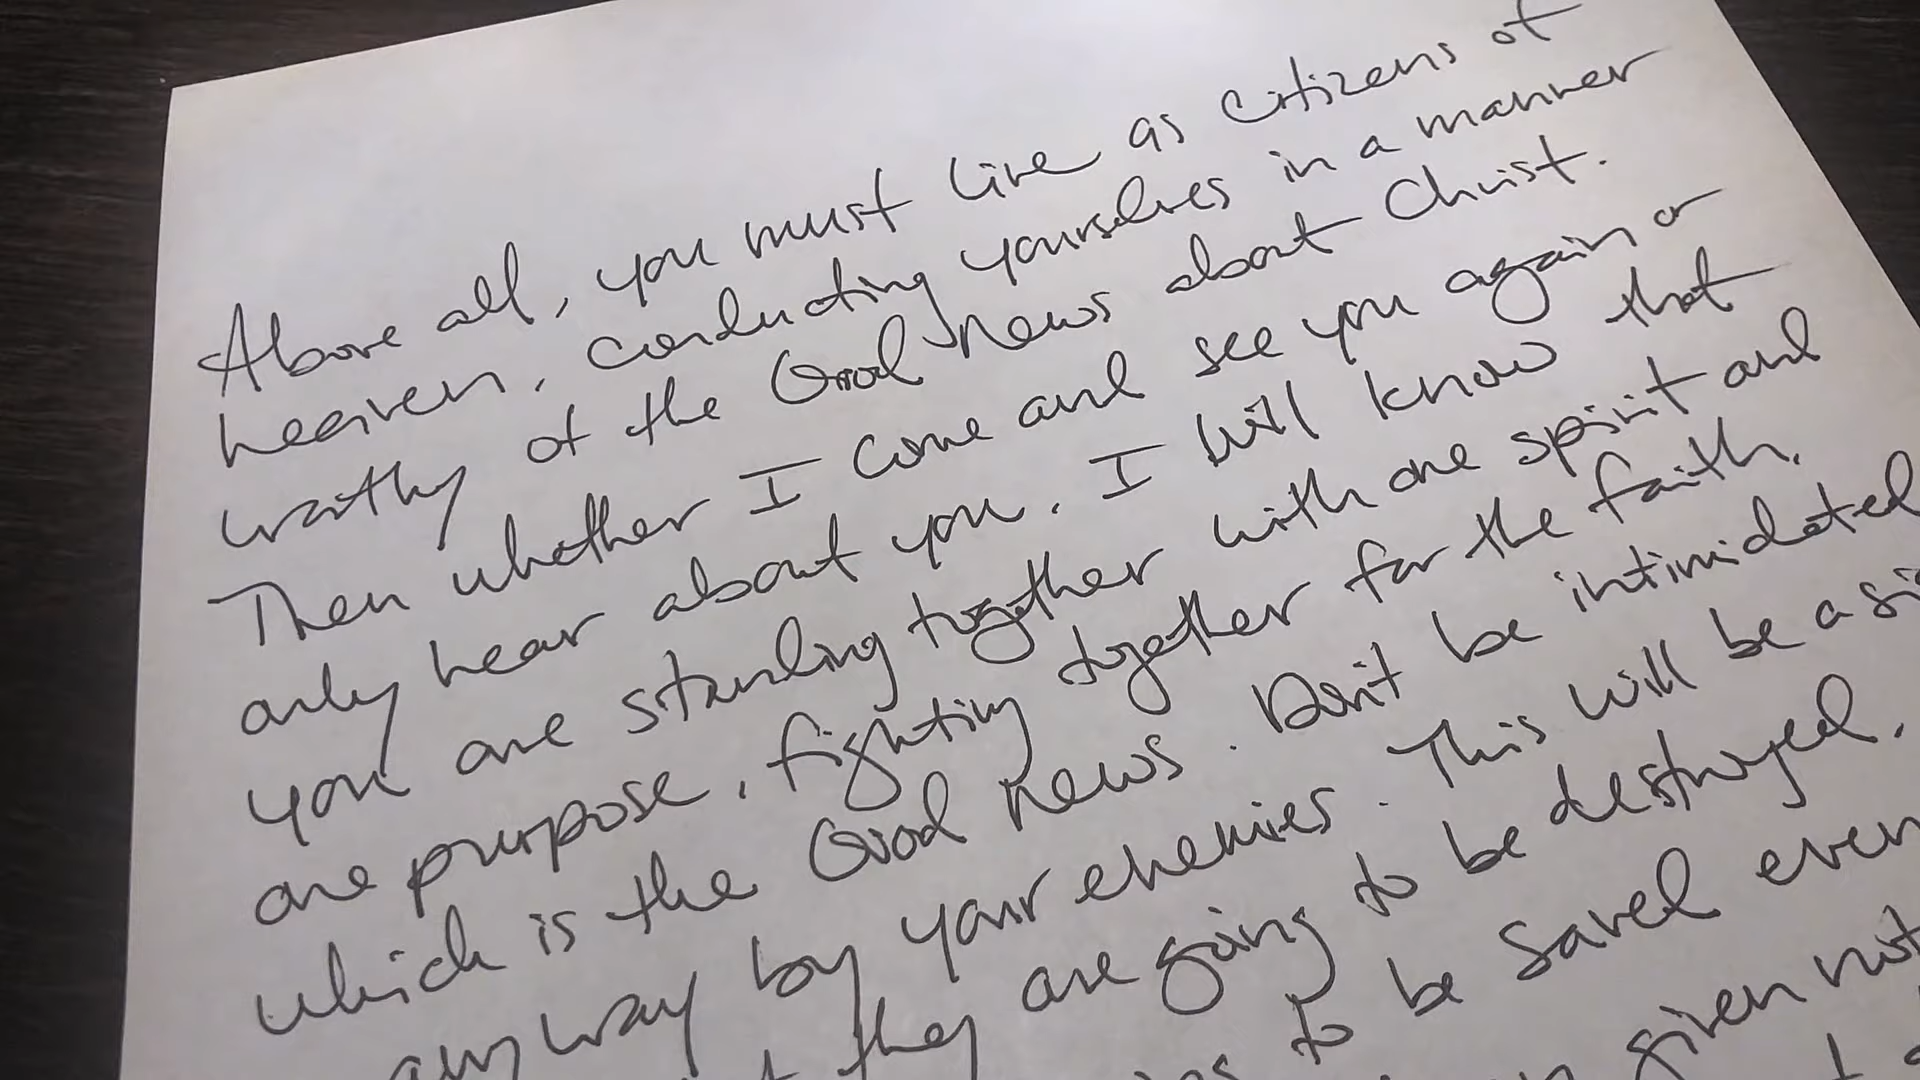 Above all, you must live as citizens of
heaven, conducting yourselves in a manner
worthy of the Good News about Christ.
Then whether I come and see you again or
only hear about you, I will know that
you are standing together with one spirit and
one purpose, fighting together for the faith,
which is the Good News. Don't be intimidated
any way by your enemies. This will be a si
they are going to be destroyed,
to be saved even
given not